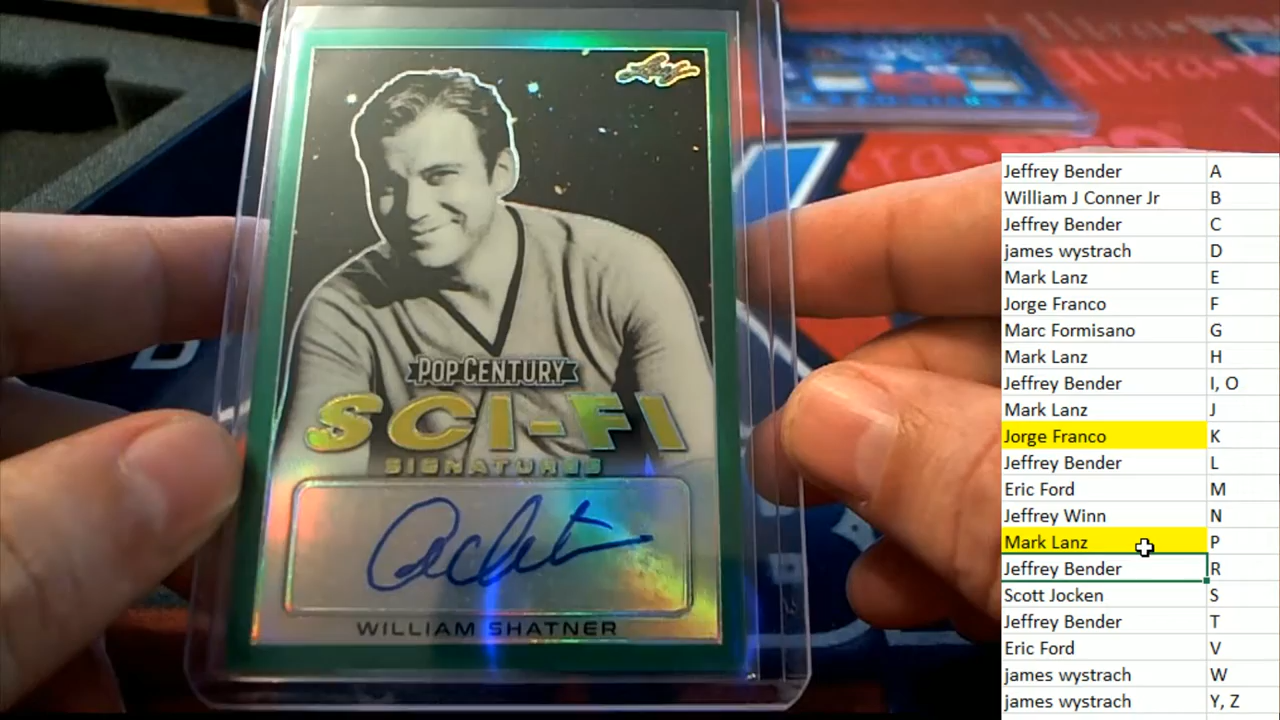 Leaf
POP CENTURY
SCI-FI
SIGNATURES
WILLIAM SHATNER
Jeffrey Bender A
William J Conner Jr B
Jeffrey Bender C
james wystrach D
Mark Lanz E
Jorge Franco F
Marc Formisano G
Mark Lanz H
Jeffrey Bender I, O
Mark Lanz J
Jorge Franco K
Jeffrey Bender L
Eric Ford M
Jeffrey Winn N
Mark Lanz P
Jeffrey Bender R
Scott Jocken S
Jeffrey Bender T
Eric Ford V
james wystrach W
james wystrach Y, Z